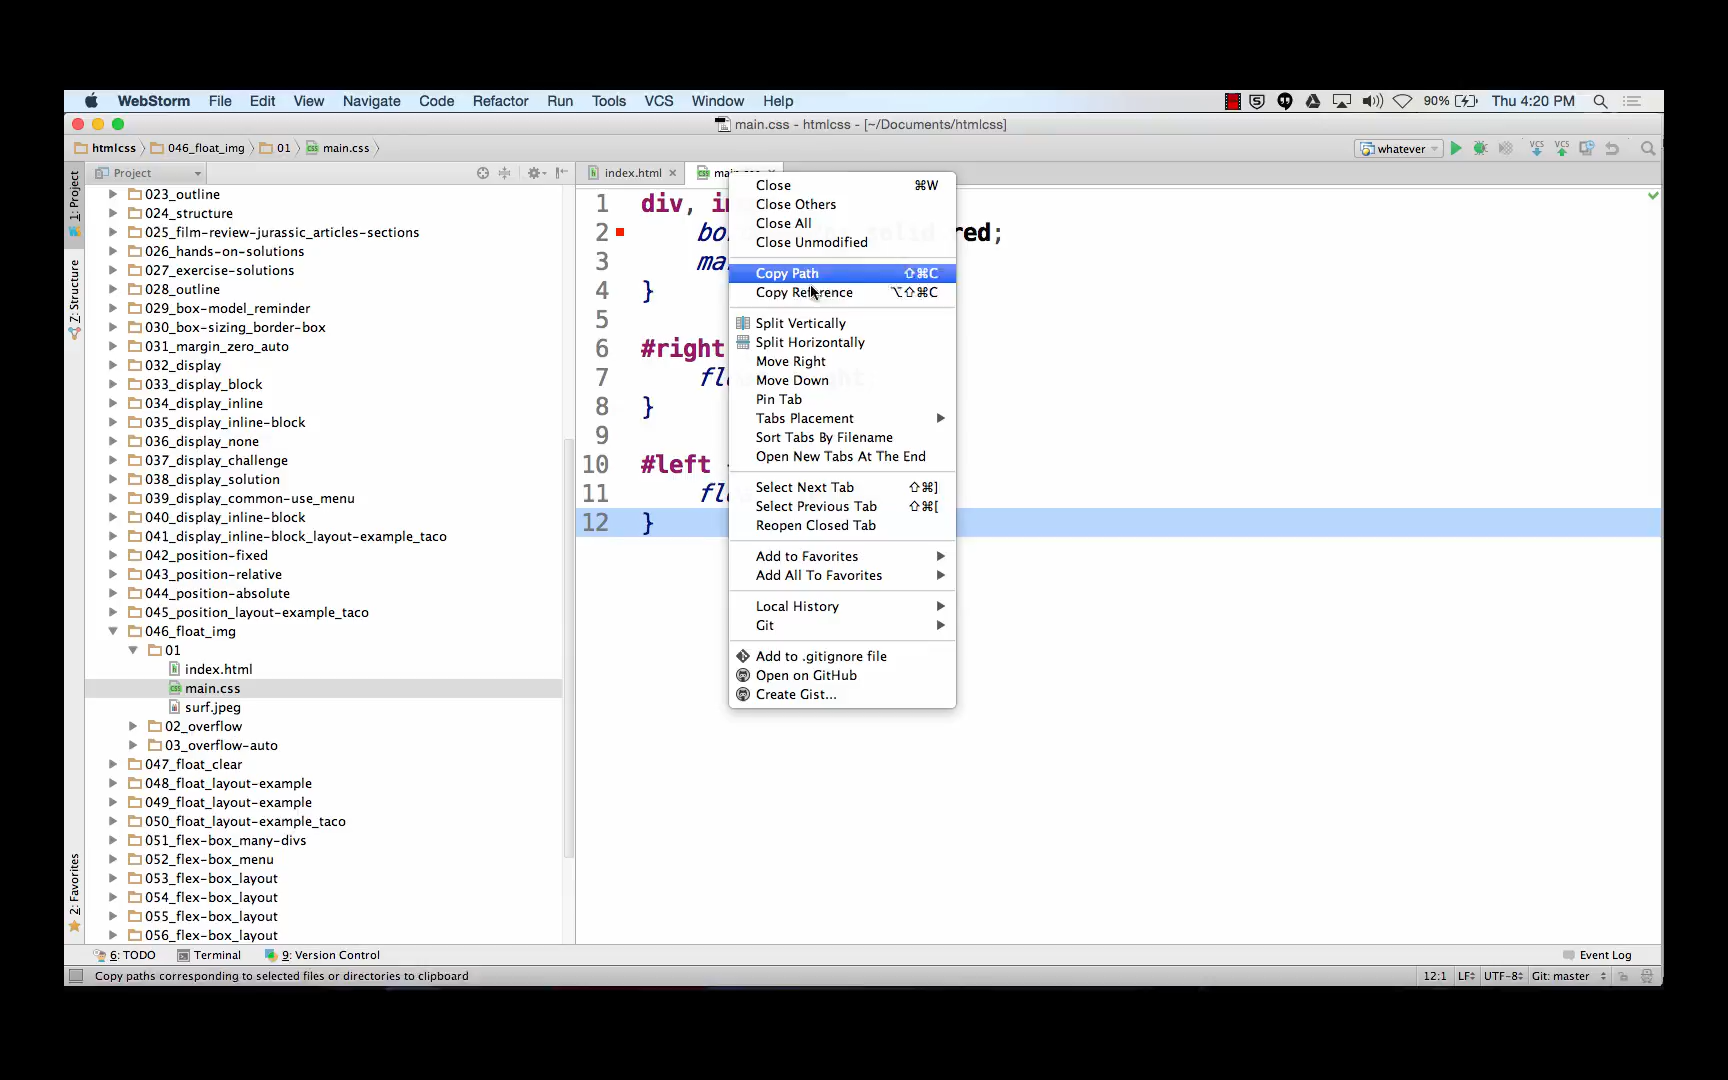 WebStorm File Edit View Navigate Code Refactor Run Tools VCS Window Help 90% Thu 4:20 PM
main.css - htmlcss - [~/Documents/htmlcss]
htmlcss 046_float_img 01 main.css whatever
1: Project
Z: Structure
2: Favorites
Project
023_outline
024_structure
025_film-review-jurassic_articles-sections
026_hands-on-solutions
027_exercise-solutions
028_outline
029_box-model_reminder
030_box-sizing_border-box
031_margin_zero_auto
032_display
033_display_block
034_display_inline
035_display_inline-block
036_display_none
037_display_challenge
038_display_solution
039_display_common-use_menu
040_display_inline-block
041_display_inline-block_layout-example_taco
042_position-fixed
043_position-relative
044_position-absolute
045_position_layout-example_taco
046_float_img
01
index.html
main.css
surf.jpeg
02_overflow
03_overflow-auto
047_float_clear
048_float_layout-example
049_float_layout-example
050_float_layout-example_taco
051_flex-box_many-divs
052_flex-box_menu
053_flex-box_layout
054_flex-box_layout
055_flex-box_layout
056_flex-box_layout
index.html
1 div,
2 solid red;
3
4 }
5
6 #right
7
8 }
9
10 #left
11
12 }
Close ⌘W
Close Others
Close All
Close Unmodified
Copy Path ⇧⌘C
Copy Reference ⌥⇧⌘C
Split Vertically
Split Horizontally
Move Right
Move Down
Pin Tab
Tabs Placement
Sort Tabs By Filename
Open New Tabs At The End
Select Next Tab ⇧⌘]
Select Previous Tab ⇧⌘[
Reopen Closed Tab
Add to Favorites
Add All To Favorites
Local History
Git
Add to .gitignore file
Open on GitHub
Create Gist...
6: TODO Terminal 9: Version Control Event Log
Copy paths corresponding to selected files or directories to clipboard 12:1 LF UTF-8 Git: master